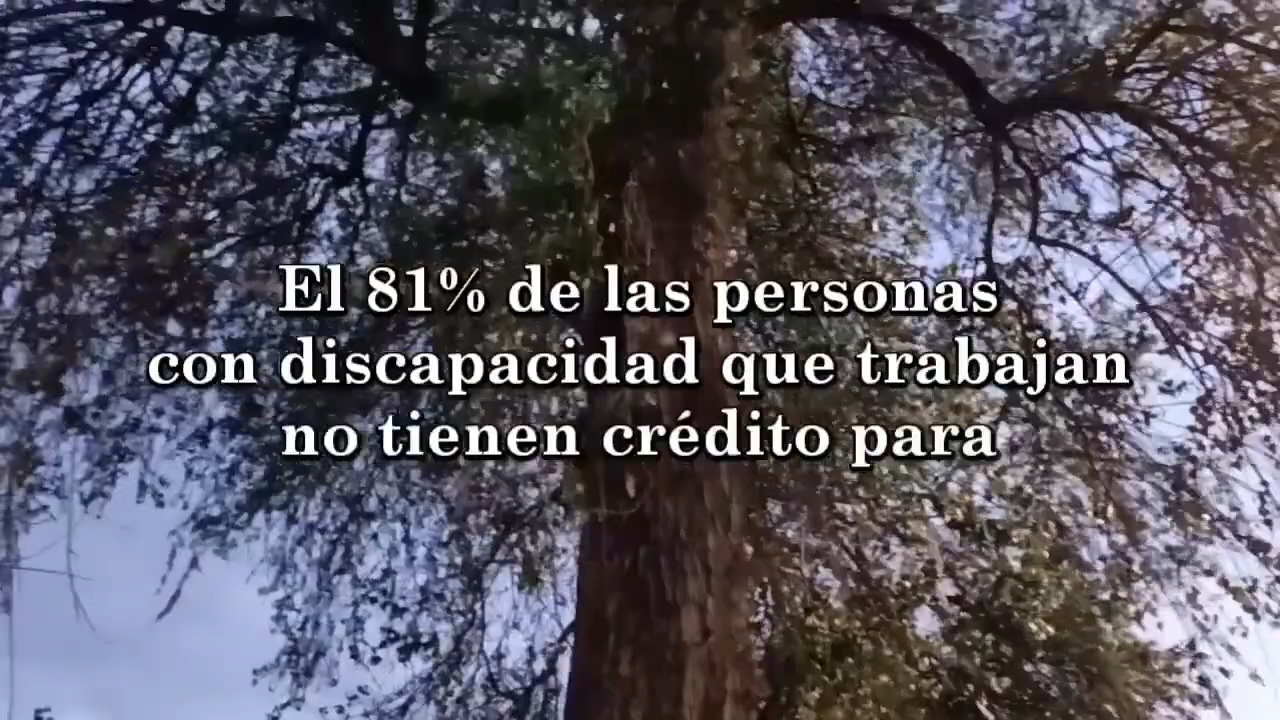 El 81% de las personas
con discapacidad que trabajan
no tienen crédito para